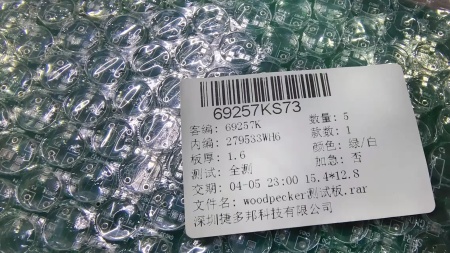 69257KS73
客编: 69257K 数量: 5
内编: 279533WH6 款数: 1
板厚: 1.6 颜色: 绿/白
测试: 全测 加急: 否
交期: 04-05 23:00 15.4*12.8
文件名: woodpecker测试板.rar
深圳捷多邦科技有限公司